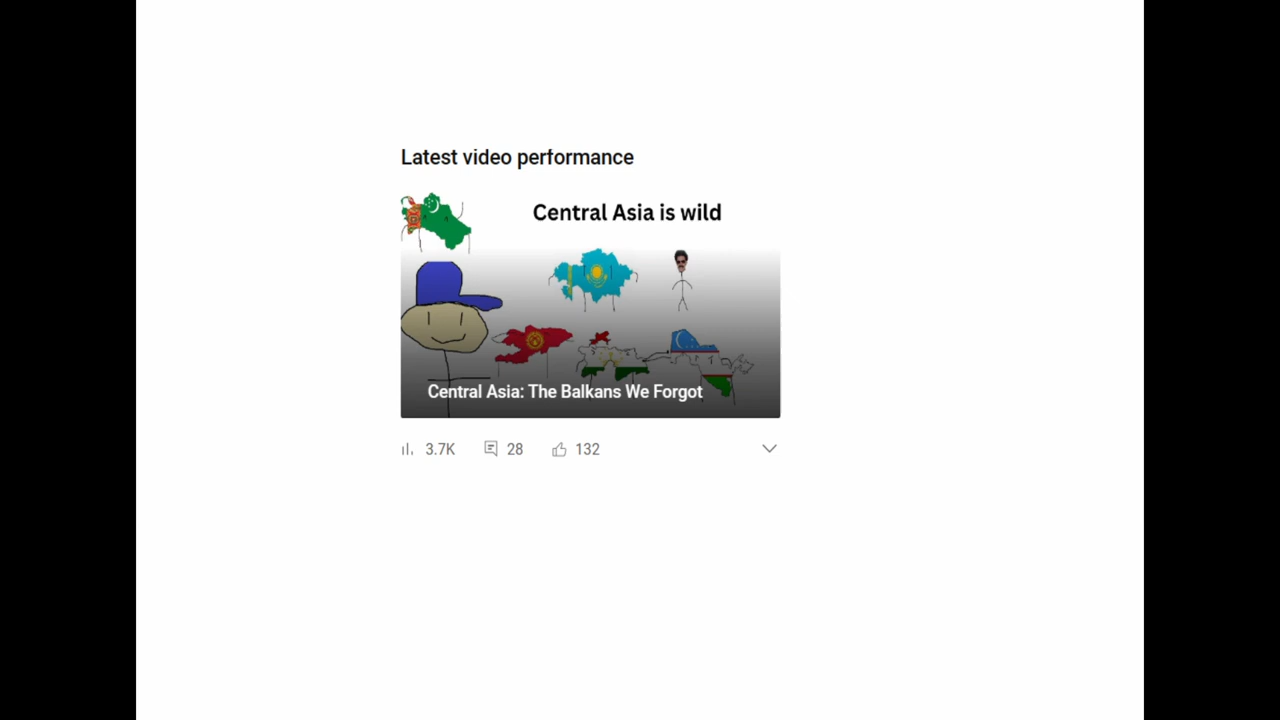 Latest video performance
Central Asia is wild
Central Asia: The Balkans We Forgot
3.7K 28 132